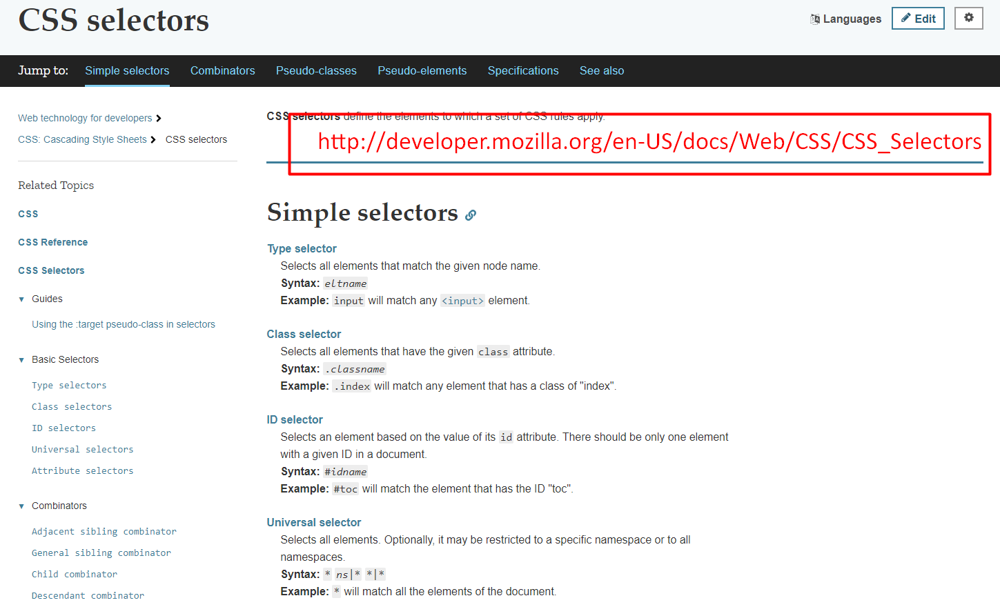 CSS selectors
Languages Edit
Jump to: Simple selectors Combinators Pseudo-classes Pseudo-elements Specifications See also
Web technology for developers
CSS: Cascading Style Sheets CSS selectors
Related Topics
CSS
CSS Reference
CSS Selectors
Guides
Using the :target pseudo-class in selectors
Basic Selectors
Type selectors
Class selectors
ID selectors
Universal selectors
Attribute selectors
Combinators
Adjacent sibling combinator
General sibling combinator
Child combinator
Descendant combinator
CSS selectors define the elements to which a set of CSS rules apply.
http://developer.mozilla.org/en-US/docs/Web/CSS/CSS_Selectors
Simple selectors
Type selector
Selects all elements that match the given node name.
Syntax: eltname
Example: input will match any <input> element.
Class selector
Selects all elements that have the given class attribute.
Syntax: .classname
Example: .index will match any element that has a class of "index".
ID selector
Selects an element based on the value of its id attribute. There should be only one element
with a given ID in a document.
Syntax: #idname
Example: #toc will match the element that has the ID "toc".
Universal selector
Selects all elements. Optionally, it may be restricted to a specific namespace or to all
namespaces.
Syntax: * ns|* *|*
Example: * will match all the elements of the document.